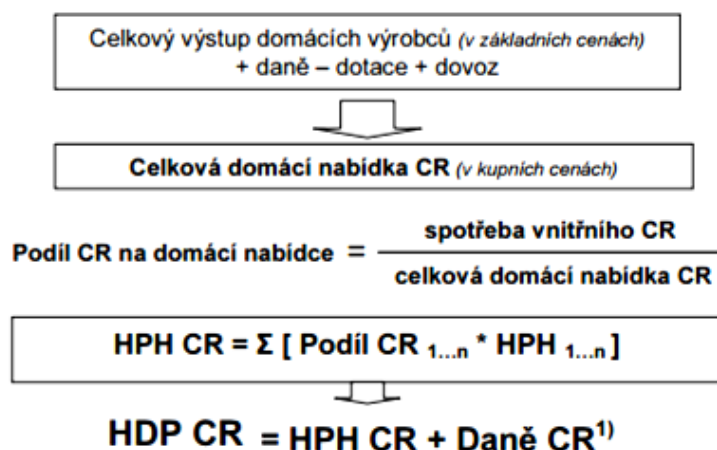 Celkový výstup domácích výrobců (v základních cenách)
+ daně – dotace + dovoz
Celková domácí nabídka CR (v kupních cenách)
Podíl CR na domácí nabídce = spotřeba vnitřního CR
celková domácí nabídka CR
HPH CR = Σ [ Podíl CR 1...n * HPH 1...n ]
HDP CR = HPH CR + Daně CR1)